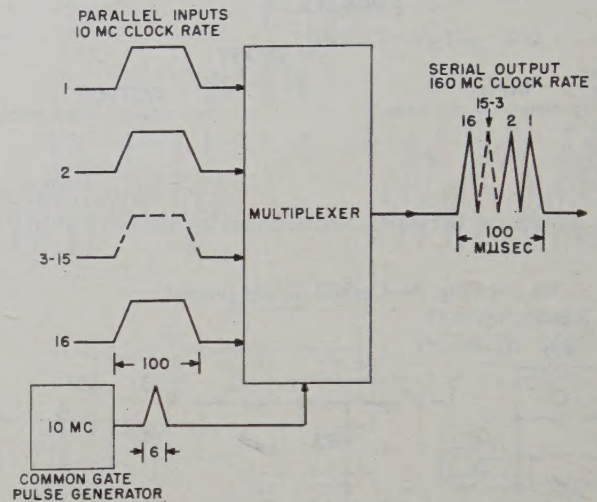 PARALLEL INPUTS
10 MC CLOCK RATE
1
2
3-15
16
100
MULTIPLEXER
SERIAL OUTPUT
160 MC CLOCK RATE
15-3
16 2 1
100
MμSEC
10 MC
6
COMMON GATE
PULSE GENERATOR